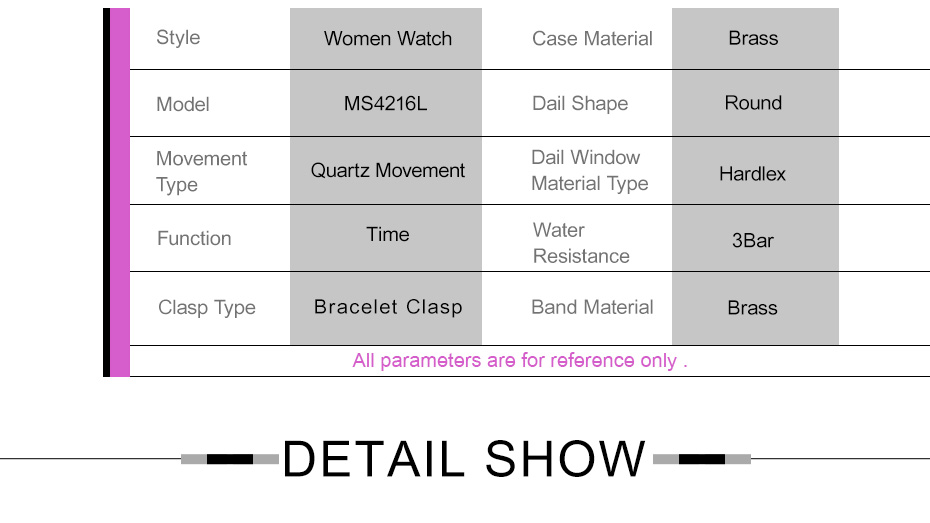 Style Women Watch Case Material Brass
Model MS4216L Dail Shape Round
Movement Type Quartz Movement Dail Window Material Type Hardlex
Function Time Water Resistance 3Bar
Clasp Type Bracelet Clasp Band Material Brass
All parameters are for reference only .
DETAIL SHOW